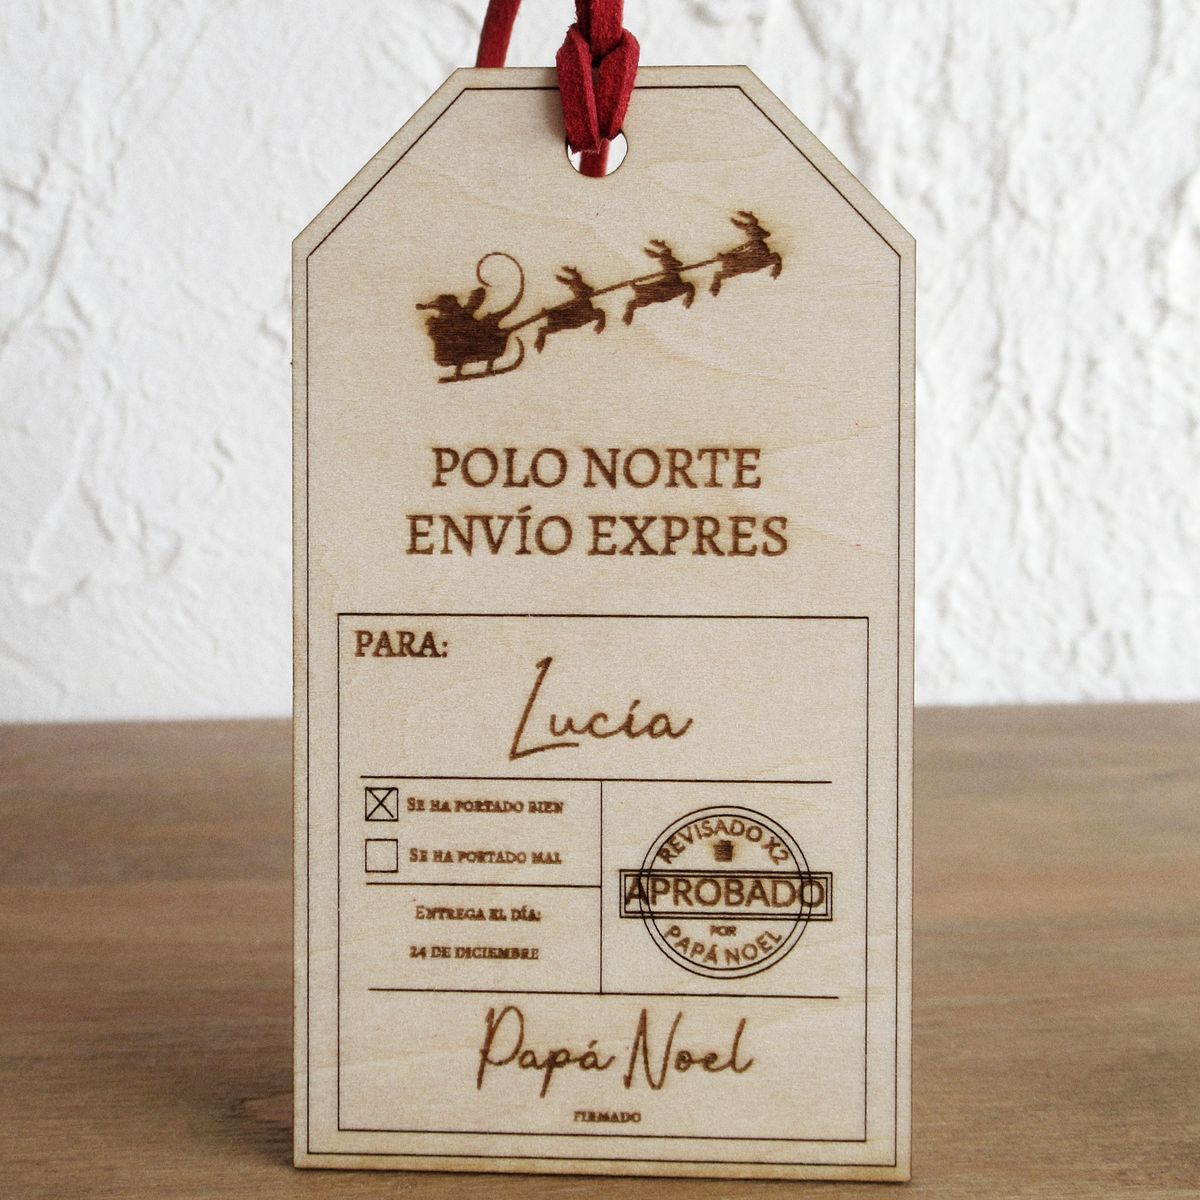 POLO NORTE
ENVÍO EXPRES
PARA:
Lucía
SE HA PORTADO BIEN
SE HA PORTADO MAL
ENTREGA EL DÍA:
24 DE DICIEMBRE
REVISADO X2
APROBADO
POR
PAPÁ NOEL
Papá Noel
FIRMADO